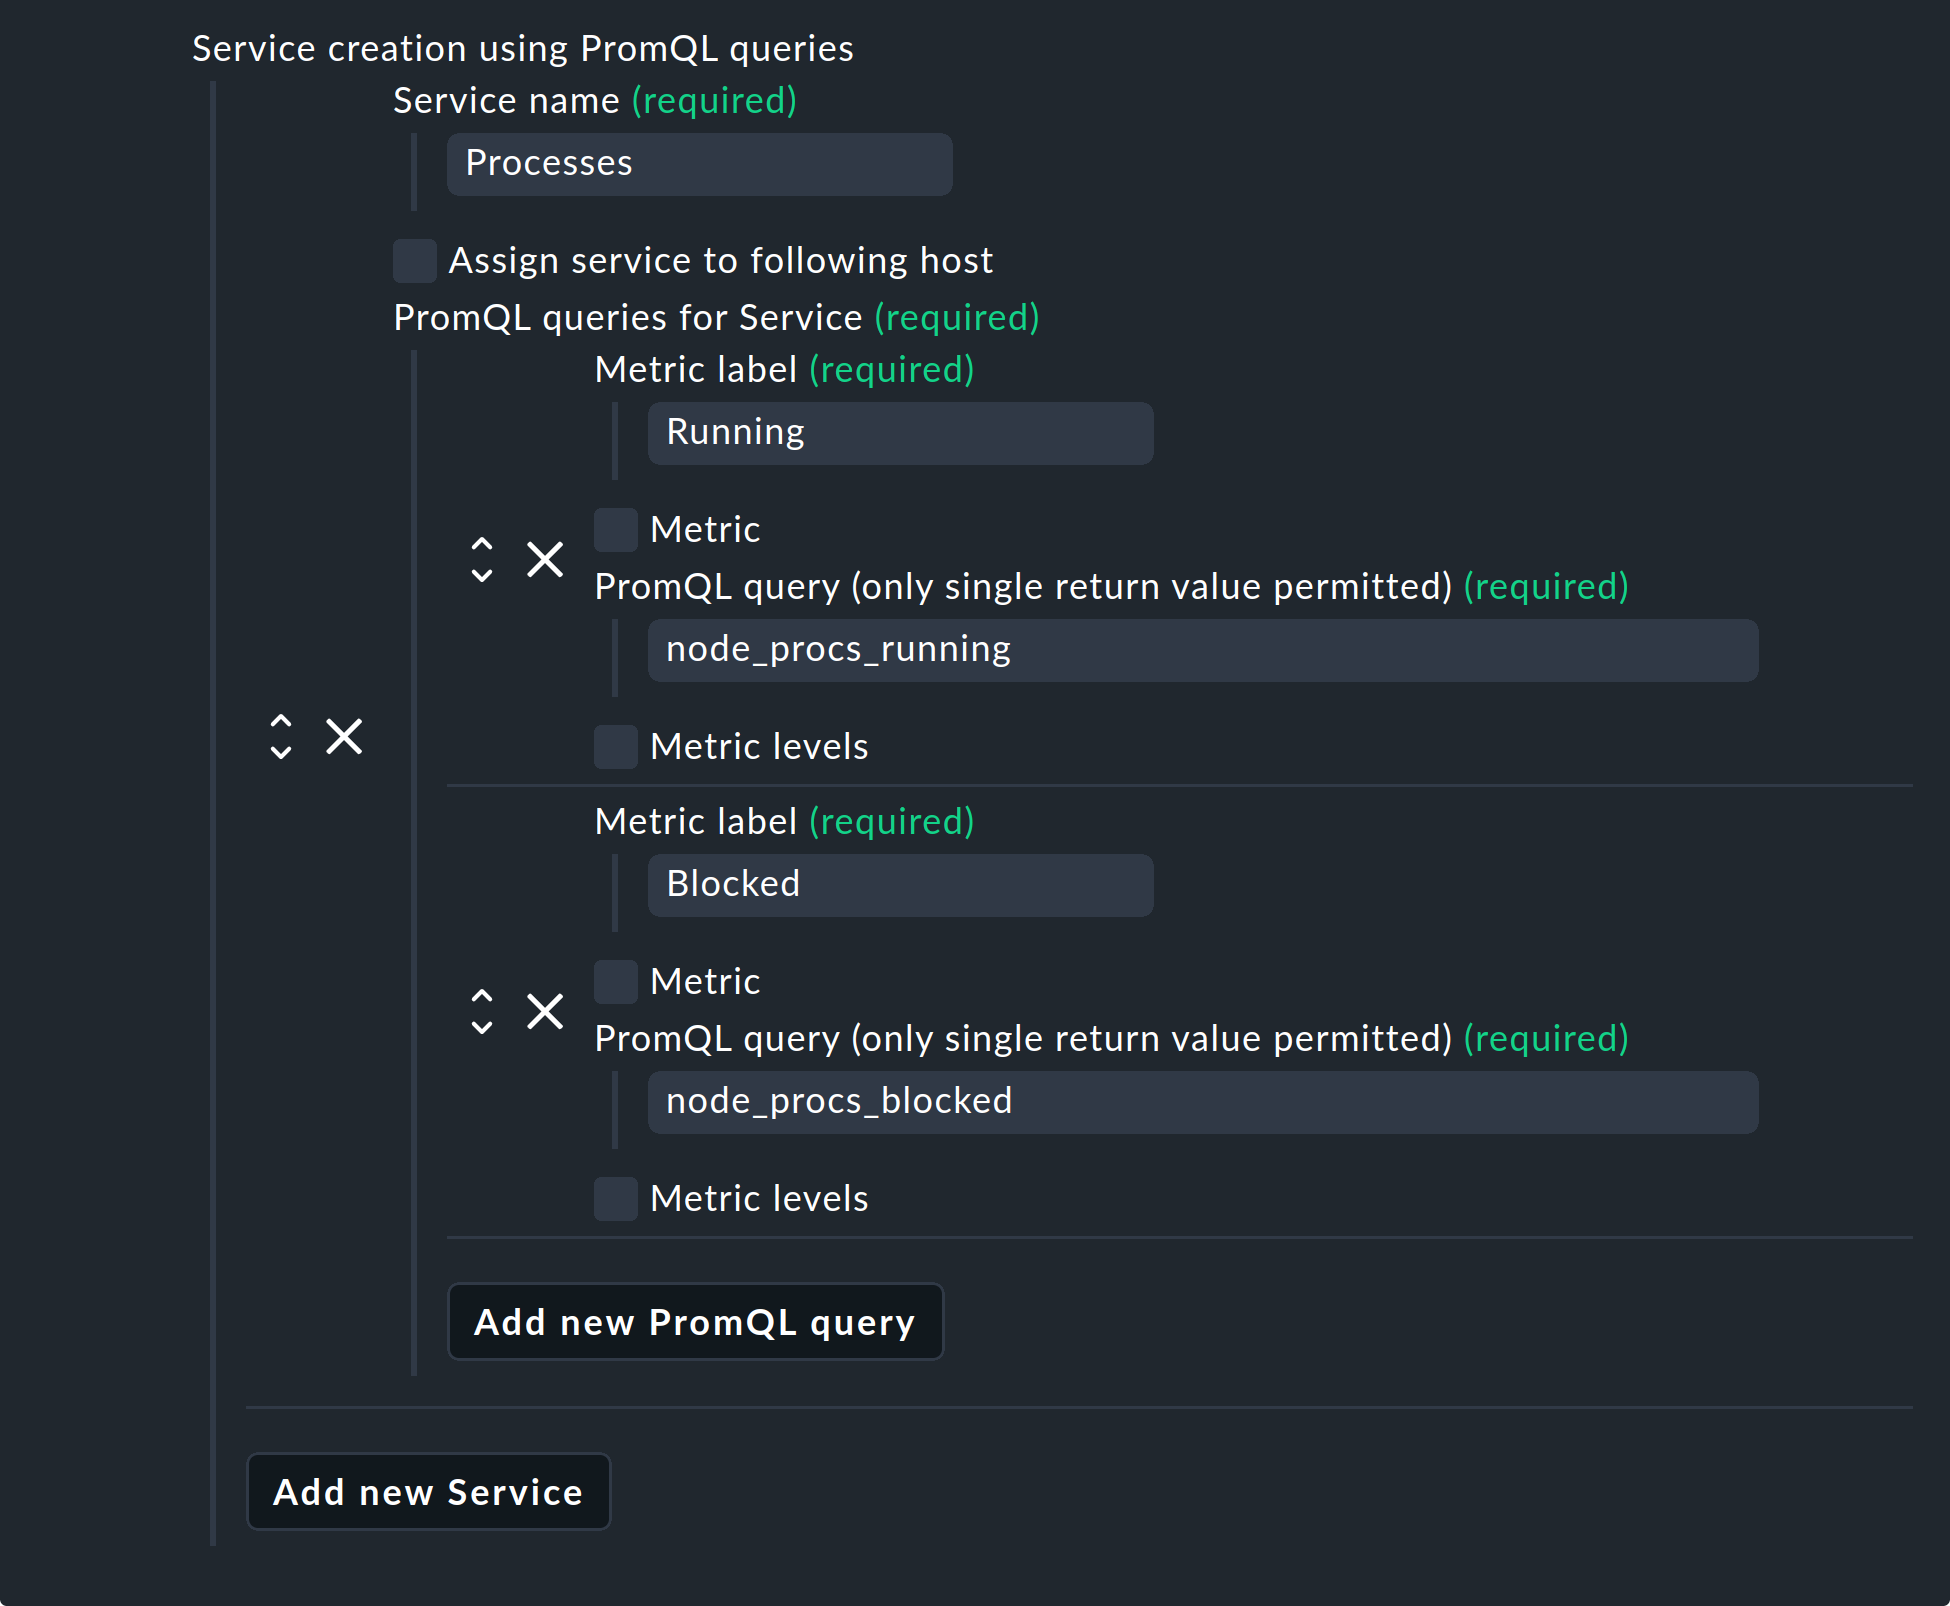 Service creation using PromQL queries
Service name (required)
Processes
Assign service to following host
PromQL queries for Service (required)
Metric label (required)
Running
Metric
PromQL query (only single return value permitted) (required)
node_procs_running
Metric levels
Metric label (required)
Blocked
Metric
PromQL query (only single return value permitted) (required)
node_procs_blocked
Metric levels
Add new PromQL query
Add new Service